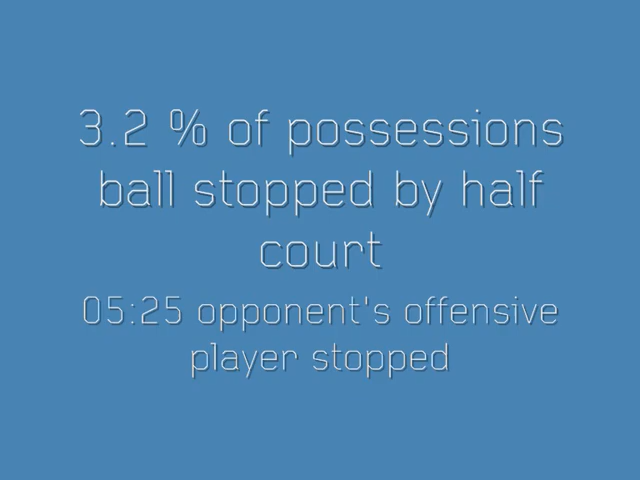 3.2 % of possessions
ball stopped by half
court
05:25 opponent's offensive
player stopped